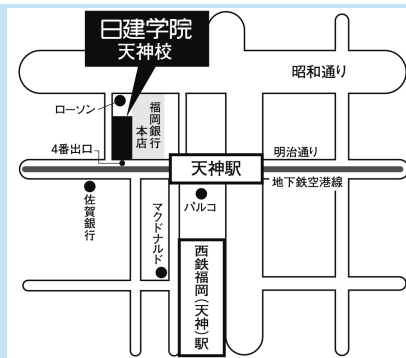 日建学院
天神校
昭和通り
ローソン
福岡銀行
本店
4番出口
明治通り
天神駅
地下鉄空港線
佐賀銀行
マクドナルド
パルコ
西鉄福岡(天神)駅